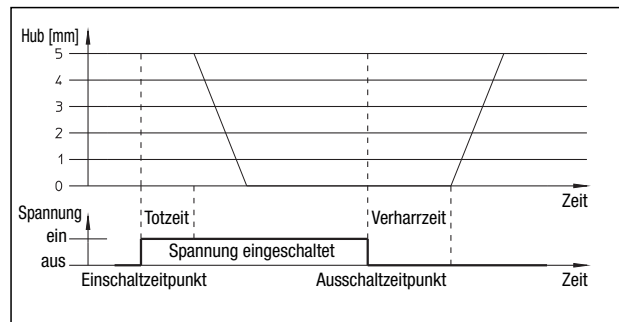 Hub [mm]
5
4
3
2
1
0
Zeit
Spannung
Totzeit
Verharrzeit
ein
Spannung eingeschaltet
aus
Einschaltzeitpunkt
Ausschaltzeitpunkt
Zeit